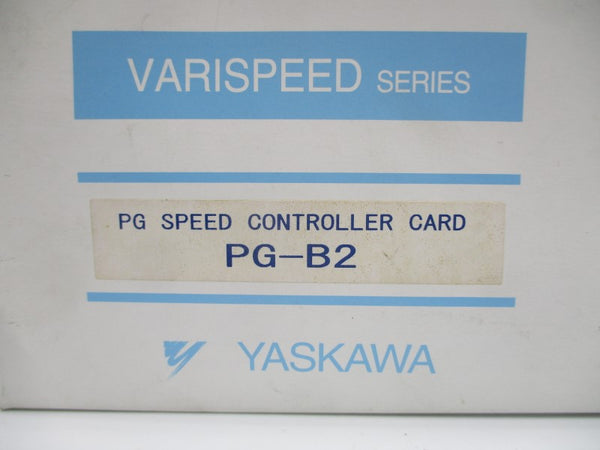 VARISPEED SERIES
PG SPEED CONTROLLER CARD
PG-B2
YASKAWA